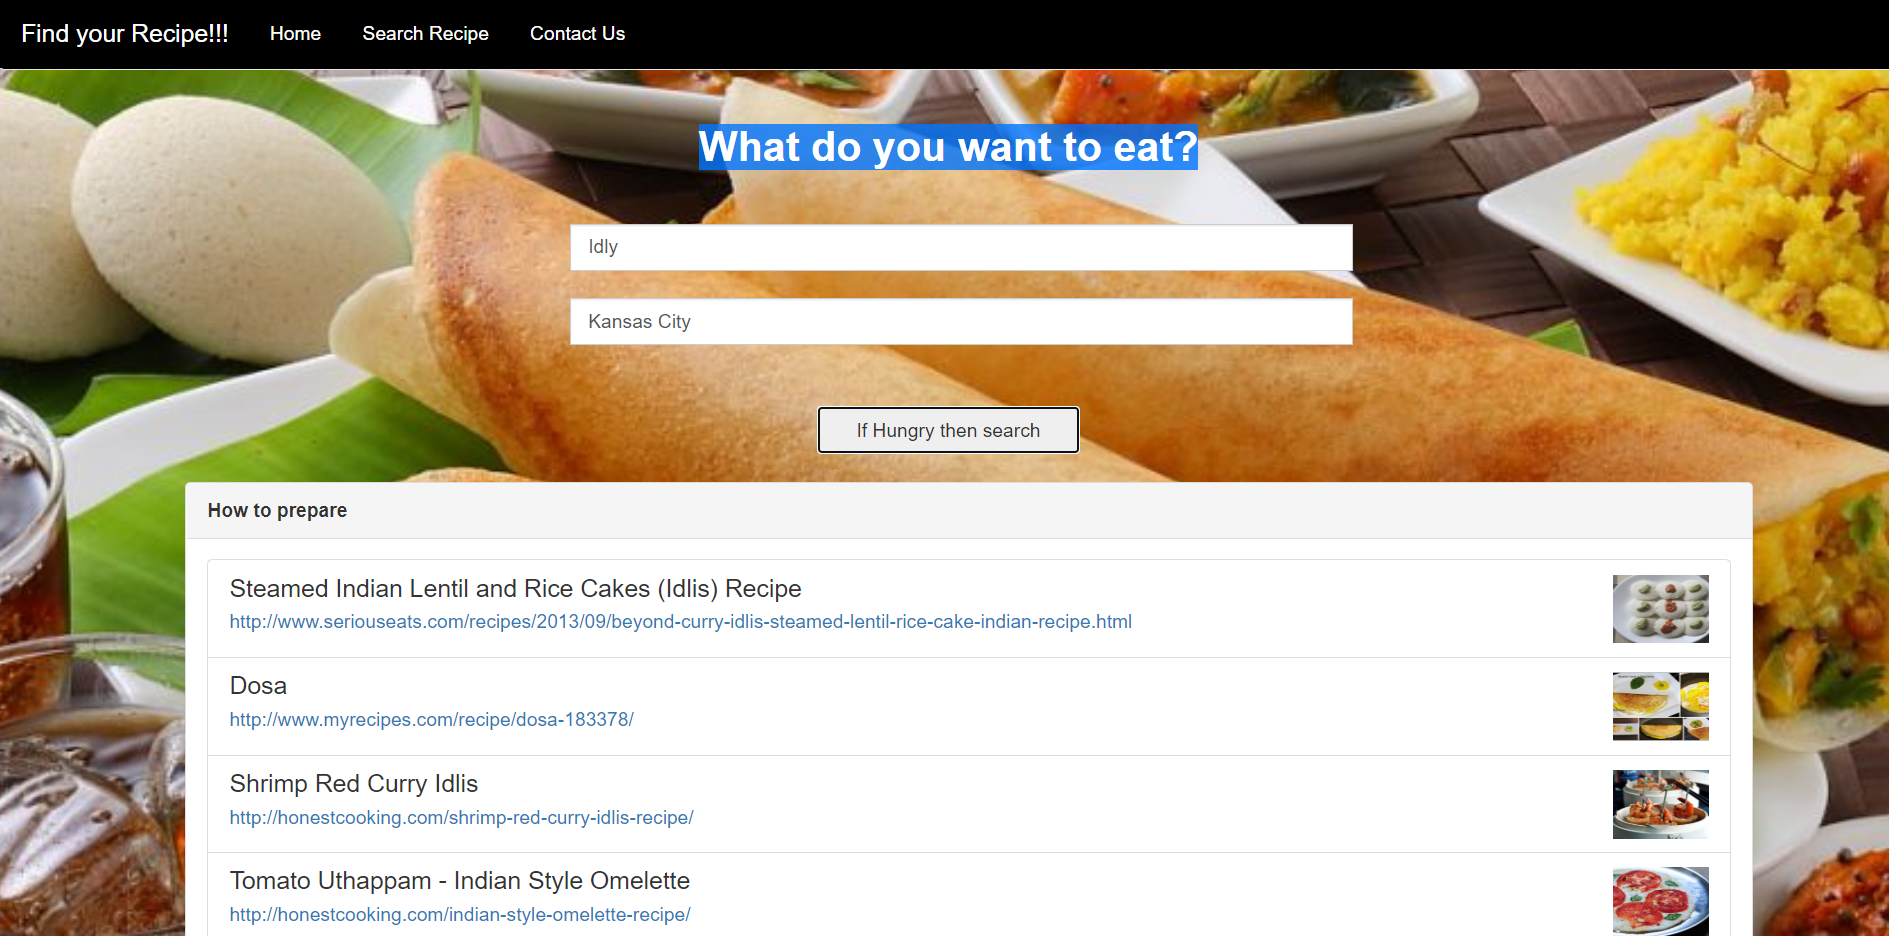 Find your Recipe!!! Home Search Recipe Contact Us
What do you want to eat?
Idly
Kansas City
If Hungry then search
How to prepare
Steamed Indian Lentil and Rice Cakes (Idlis) Recipe
http://www.seriouseats.com/recipes/2013/09/beyond-curry-idlis-steamed-lentil-rice-cake-indian-recipe.html
Dosa
http://www.myrecipes.com/recipe/dosa-183378/
Shrimp Red Curry Idlis
http://honestcooking.com/shrimp-red-curry-idlis-recipe/
Tomato Uthappam - Indian Style Omelette
http://honestcooking.com/indian-style-omelette-recipe/